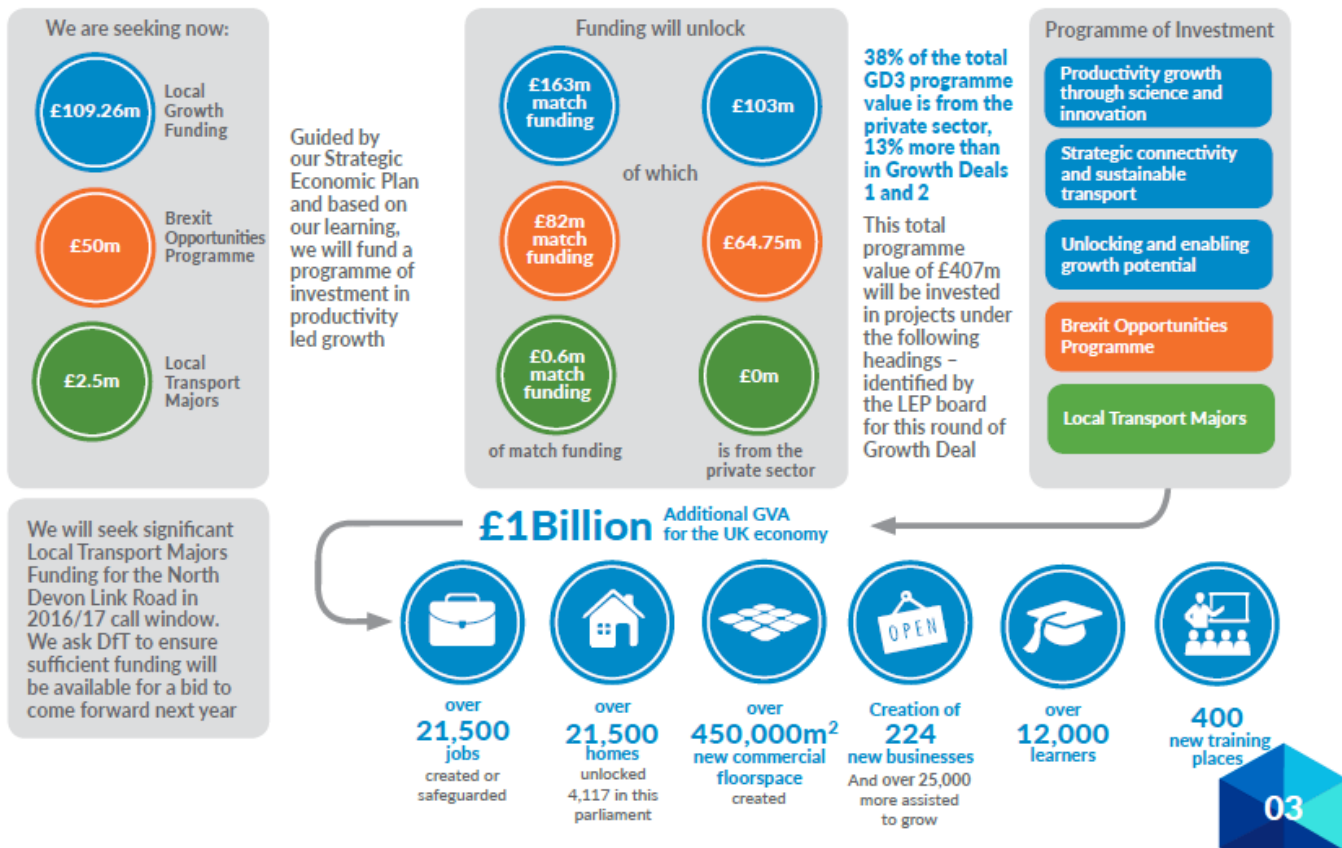 We are seeking now:
£109.26m
Local
Growth
Funding
£50m
Brexit
Opportunities
Programme
£2.5m
Local
Transport
Majors
Guided by
our Strategic
Economic Plan
and based on
our learning,
we will fund a
programme of
investment in
productivity
led growth
Funding will unlock
£163m
match
funding
£103m
of which
£82m
match
funding
£64.75m
£0.6m
match
funding
£0m
of match funding
is from the
private sector
38% of the total
GD3 programme
value is from the
private sector,
13% more than
in Growth Deals
1 and 2
This total
programme
value of £407m
will be invested
in projects under
the following
headings –
identified by
the LEP board
for this round of
Growth Deal
Programme of Investment
Productivity growth
through science and
innovation
Strategic connectivity
and sustainable
transport
Unlocking and enabling
growth potential
Brexit Opportunities
Programme
Local Transport Majors
We will seek significant
Local Transport Majors
Funding for the North
Devon Link Road in
2016/17 call window.
We ask DfT to ensure
sufficient funding will
be available for a bid to
come forward next year
£1Billion
Additional GVA
for the UK economy
over
21,500
jobs
created or
safeguarded
over
21,500
homes
unlocked
4,117 in this
parliament
over
450,000m²
new commercial
floorspace
created
OPEN
Creation of
224
new businesses
And over 25,000
more assisted
to grow
over
12,000
learners
400
new training
places
03